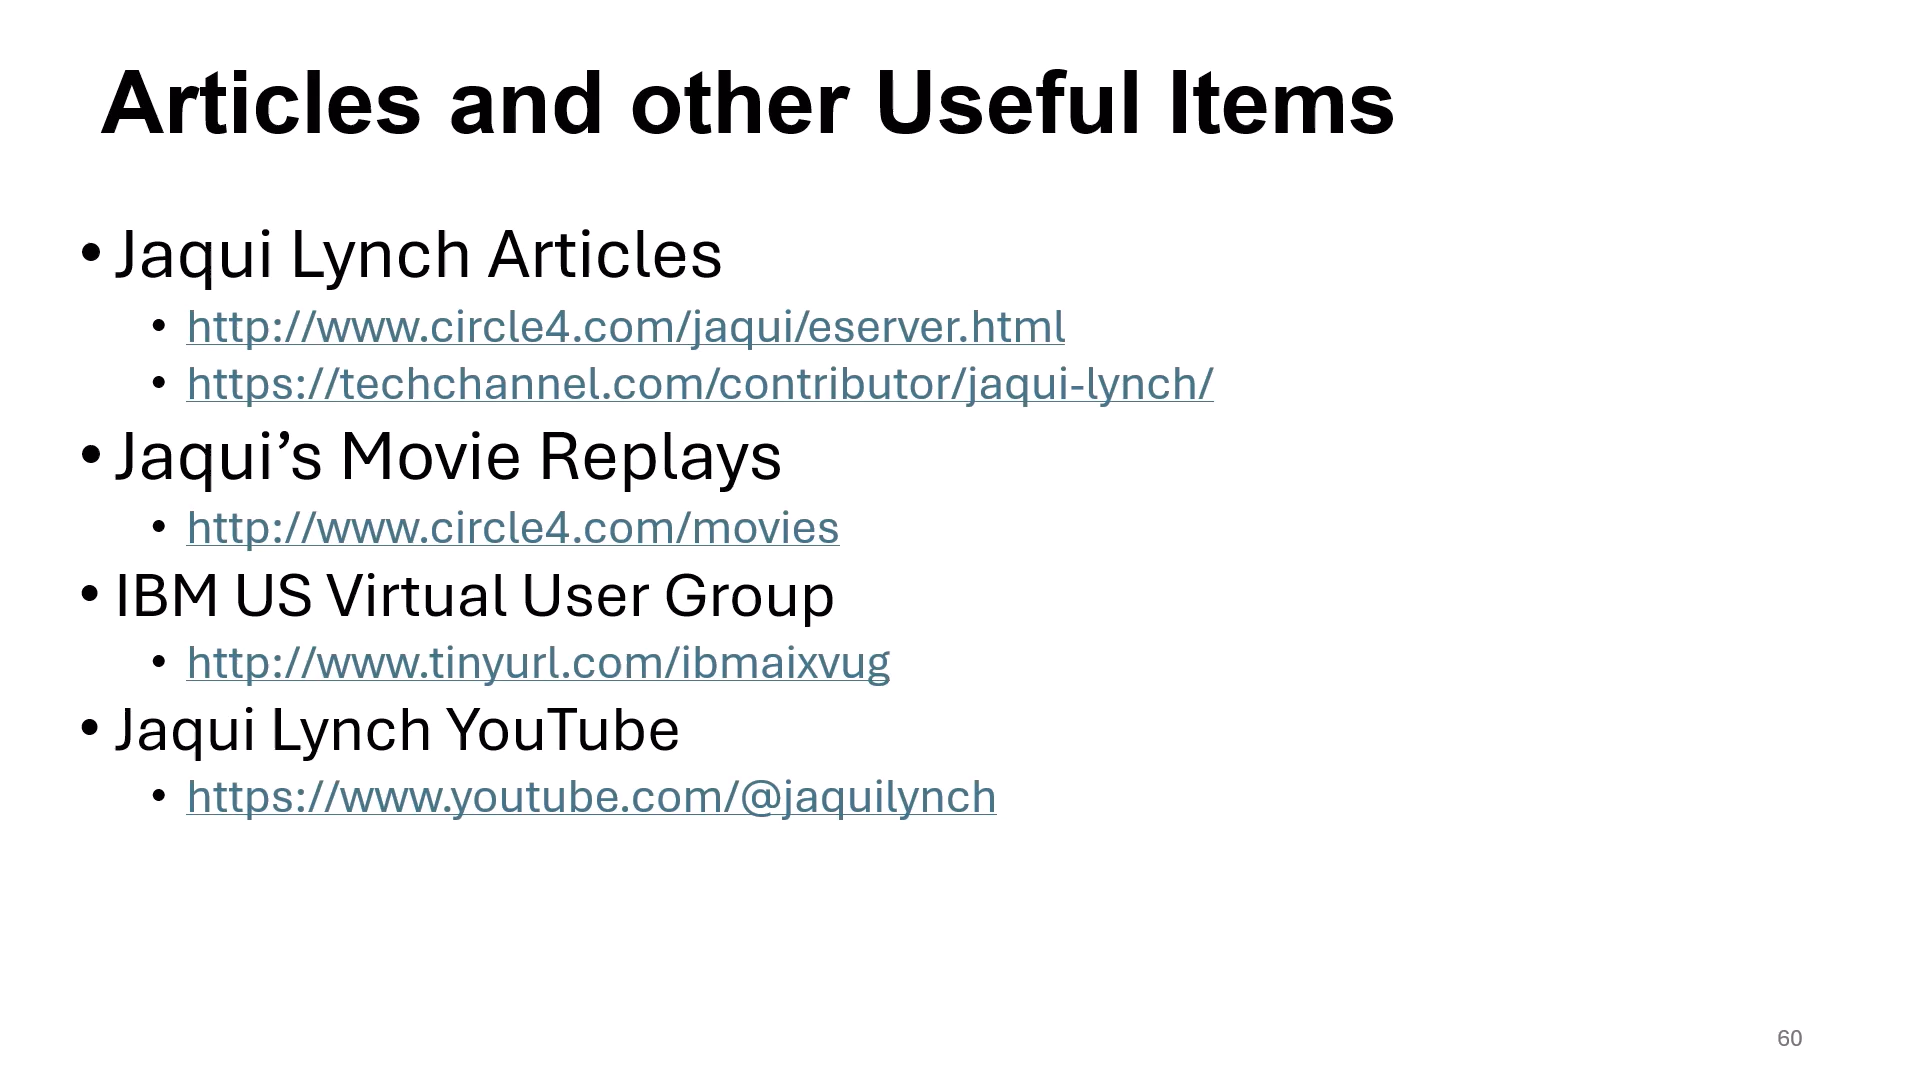 Articles and other Useful Items
• Jaqui Lynch Articles
• http://www.circle4.com/jaqui/eserver.html
• https://techchannel.com/contributor/jaqui-lynch/
• Jaqui’s Movie Replays
• http://www.circle4.com/movies
• IBM US Virtual User Group
• http://www.tinyurl.com/ibmaixvug
• Jaqui Lynch YouTube
• https://www.youtube.com/@jaquilynch
60